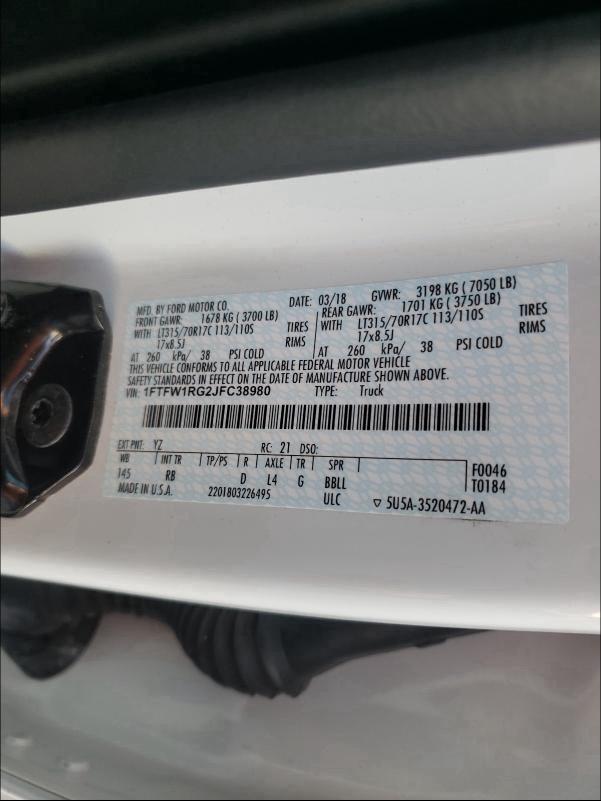 MFD. BY FORD MOTOR CO. DATE: 03/18 GVWR: 3198 KG ( 7050 LB)
FRONT GAWR: 1678 KG ( 3700 LB) REAR GAWR: 1701 KG ( 3750 LB)
WITH LT315/70R17C 113/110S TIRES WITH LT315/70R17C 113/110S TIRES
17x8.5J RIMS 17x8.5J RIMS
AT 260 kPa/ 38 PSI COLD AT 260 kPa/ 38 PSI COLD
THIS VEHICLE CONFORMS TO ALL APPLICABLE FEDERAL MOTOR VEHICLE
SAFETY STANDARDS IN EFFECT ON THE DATE OF MANUFACTURE SHOWN ABOVE.
VIN: 1FTFW1RG2JFC38980 TYPE: Truck
EXT PNT: YZ RC: 21 DSO:
WB INT TR TP/PS R AXLE TR SPR F0046
145 RB D L4 G BBLL T0184
MADE IN U.S.A. 2201803226495 ULC ▽ 5U5A-3520472-AA